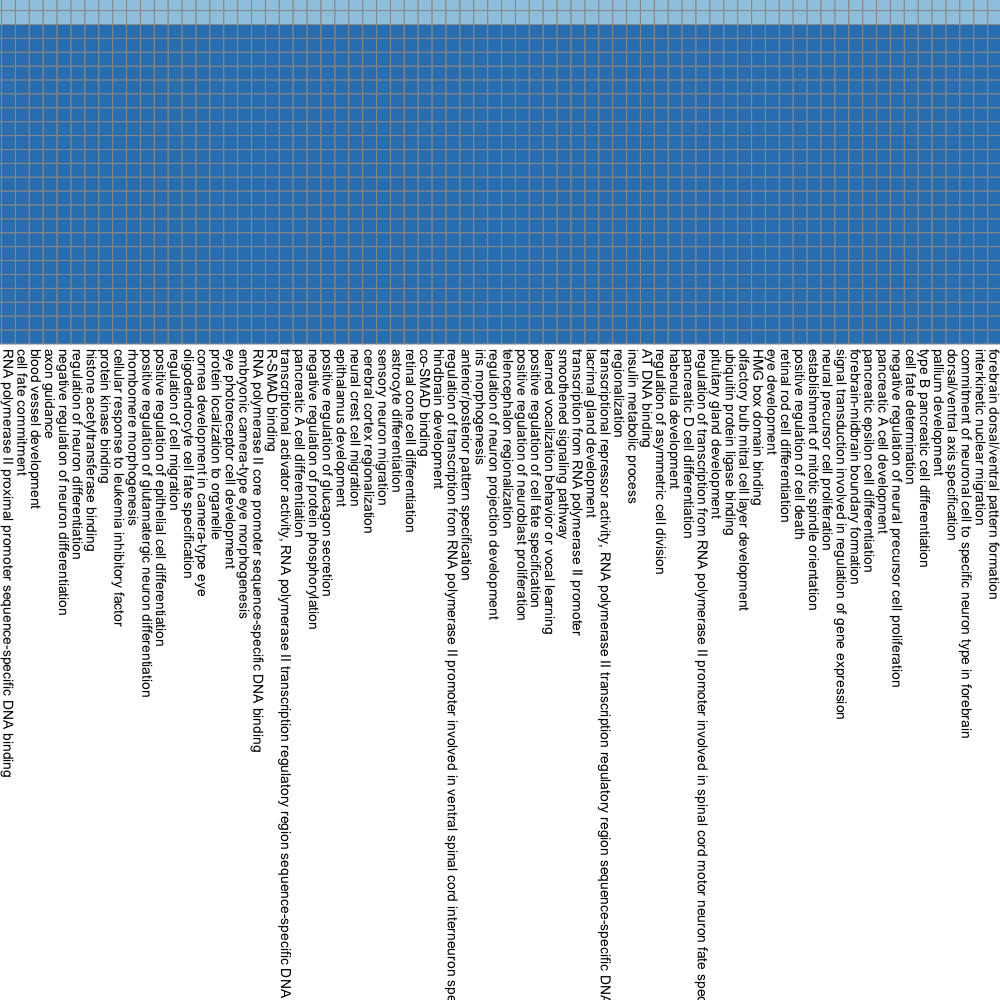 RNA polymerase II proximal promoter sequence-specific DNA binding
cell fate commitment
blood vessel development
axon guidance
negative regulation of neuron differentiation
regulation of neuron differentiation
histone acetyltransferase binding
protein kinase binding
cellular response to leukemia inhibitory factor
rhombomere morphogenesis
positive regulation of glutamatergic neuron differentiation
positive regulation of epithelial cell differentiation
regulation of cell migration
oligodendrocyte cell fate specification
cornea development in camera-type eye
protein localization to organelle
eye photoreceptor cell development
embryonic camera-type eye morphogenesis
RNA polymerase II core promoter sequence-specific DNA binding
R-SMAD binding
transcriptional activator activity, RNA polymerase II transcription regulatory region sequence-specific DNA
pancreatic A cell differentiation
negative regulation of protein phosphorylation
positive regulation of glucagon secretion
epithalamus development
neural crest cell migration
cerebral cortex regionalization
sensory neuron migration
astrocyte differentiation
retinal cone cell differentiation
co-SMAD binding
hindbrain development
regulation of transcription from RNA polymerase II promoter involved in ventral spinal cord interneuron spe
anterior/posterior pattern specification
iris morphogenesis
regulation of neuron projection development
telencephalon regionalization
positive regulation of neuroblast proliferation
positive regulation of cell fate specification
learned vocalization behavior or vocal learning
smoothened signaling pathway
transcription from RNA polymerase II promoter
lacrimal gland development
transcriptional repressor activity, RNA polymerase II transcription regulatory region sequence-specific DNA
regionalization
insulin metabolic process
AT DNA binding
regulation of asymmetric cell division
habenula development
pancreatic D cell differentiation
regulation of transcription from RNA polymerase II promoter involved in spinal cord motor neuron fate spec
pituitary gland development
ubiquitin protein ligase binding
olfactory bulb mitral cell layer development
HMG box domain binding
eye development
retinal rod cell differentiation
positive regulation of cell death
establishment of mitotic spindle orientation
neural precursor cell proliferation
signal transduction involved in regulation of gene expression
forebrain-midbrain boundary formation
pancreatic epsilon cell differentiation
pancreatic A cell development
negative regulation of neural precursor cell proliferation
cell fate determination
type B pancreatic cell differentiation
pallium development
dorsal/ventral axis specification
commitment of neuronal cell to specific neuron type in forebrain
interkinetic nuclear migration
forebrain dorsal/ventral pattern formation